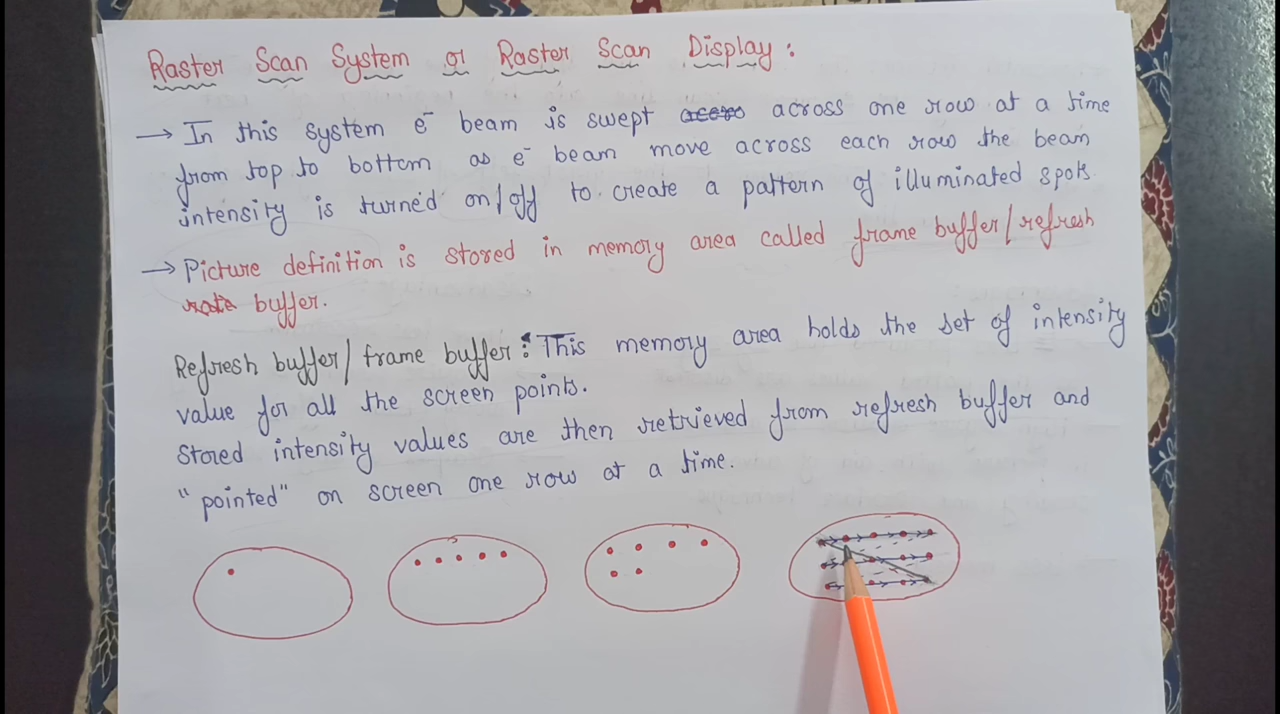 Raster Scan System or Raster Scan Display :
→ In this system e⁻ beam is swept across one row at a time
from top to bottom as e⁻ beam move across each row the beam
intensity is turned on/off to create a pattern of illuminated spots.
→ Picture definition is stored in memory area called frame buffer/refresh
buffer.
Refresh buffer/frame buffer : This memory area holds the set of intensity
value for all the screen points.
Stored intensity values are then retrieved from refresh buffer and
"pointed" on screen one row at a time.